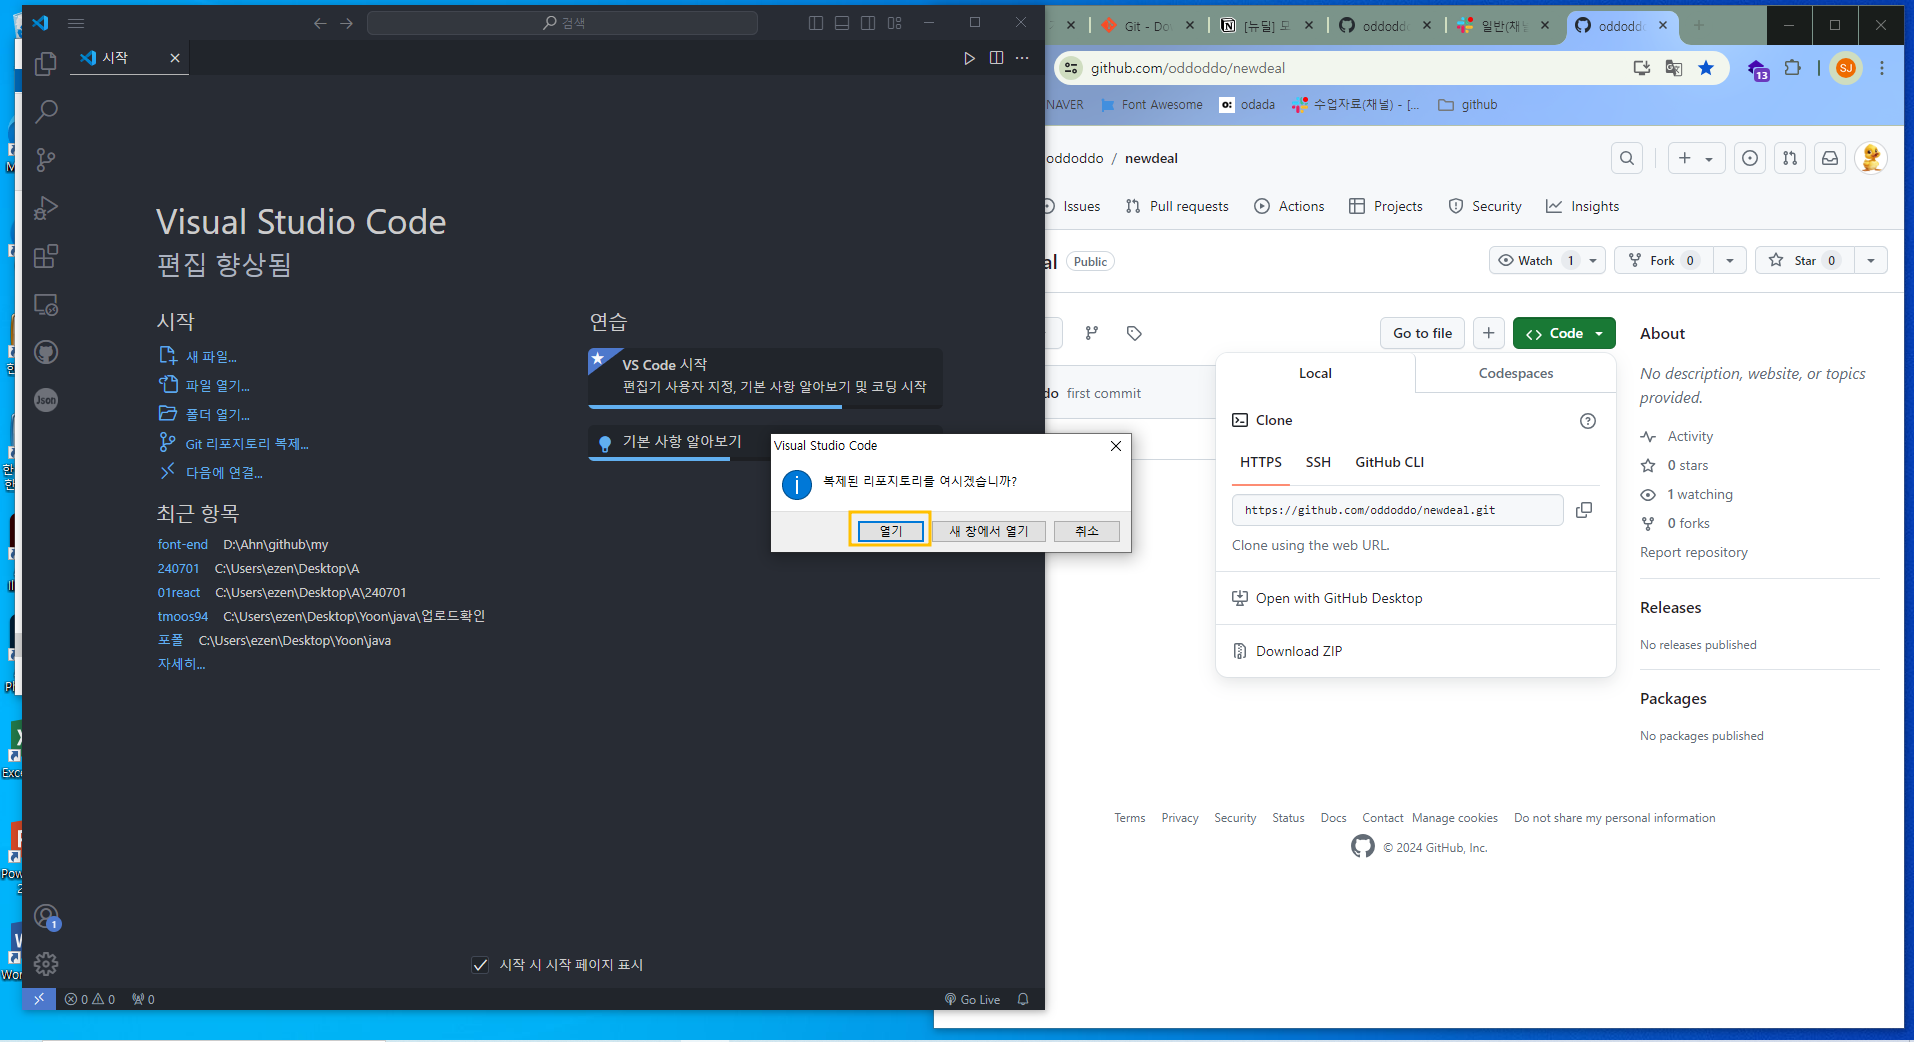 검색
시작
Visual Studio Code
편집 향상됨
시작
새 파일...
파일 열기...
폴더 열기...
Git 리포지토리 복제...
다음에 연결...
최근 항목
font-end D:\Ahn\github\my
240701 C:\Users\ezen\Desktop\A
01react C:\Users\ezen\Desktop\A\240701
tmoos94 C:\Users\ezen\Desktop\Yoon\java\업로드확인
포폴 C:\Users\ezen\Desktop\Yoon\java
자세히...
연습
VS Code 시작
편집기 사용자 지정, 기본 사항 알아보기 및 코딩 시작
기본 사항 알아보기
Json
1
시작 시 시작 페이지 표시
0 0 0
Go Live
Visual Studio Code
복제된 리포지토리를 여시겠습니까?
열기 새 창에서 열기 취소
Git - Do
[뉴딜] 모
oddodd
일반(채널
oddodd
github.com/oddoddo/newdeal
13
SJ
NAVER Font Awesome odada 수업자료(채널) - [... github
oddoddo / newdeal
Issues Pull requests Actions Projects Security Insights
al Public
Watch 1 Fork 0 Star 0
Go to file Code
do first commit
Local Codespaces
Clone
HTTPS SSH GitHub CLI
https://github.com/oddoddo/newdeal.git
Clone using the web URL.
Open with GitHub Desktop
Download ZIP
About
No description, website, or topics
provided.
Activity
0 stars
1 watching
0 forks
Report repository
Releases
No releases published
Packages
No packages published
Terms Privacy Security Status Docs Contact Manage cookies Do not share my personal information
© 2024 GitHub, Inc.